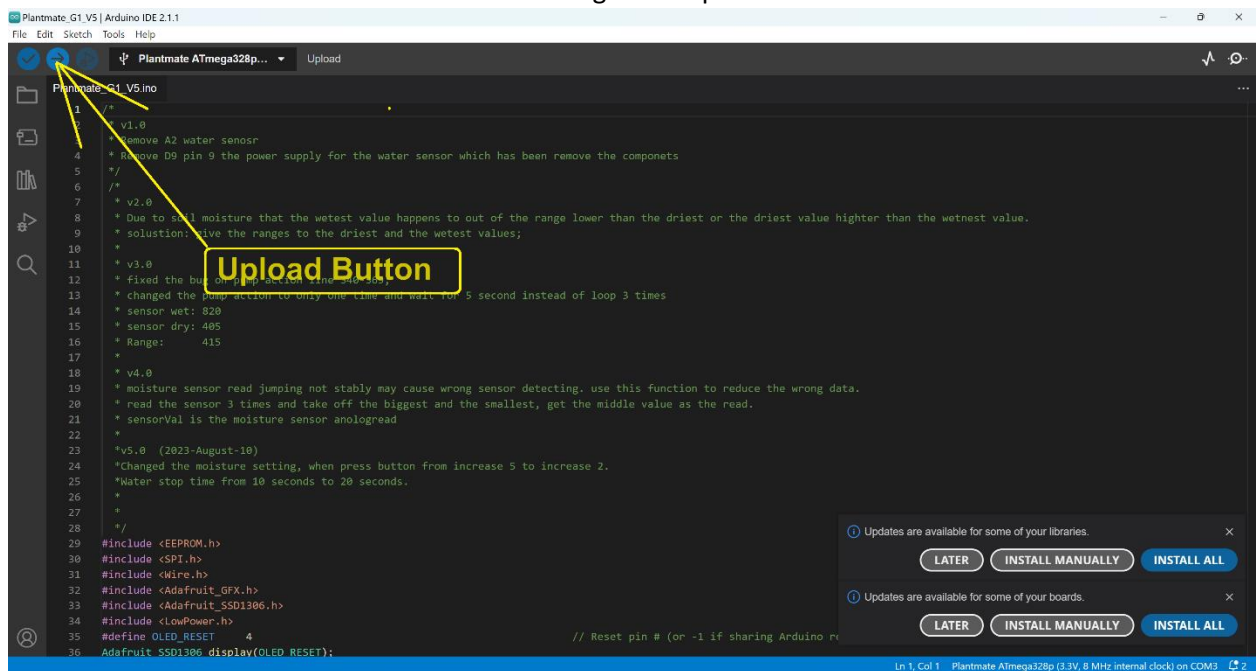 Plantmate_G1_V5 | Arduino IDE 2.1.1
File Edit Sketch Tools Help
Plantmate ATmega328p... Upload
Plantmate_G1_V5.ino
1 /*
2 * v1.0
3 * Remove A2 water senosr
4 * Remove D9 pin 9 the power supply for the water sensor which has been remove the componets
5 */
6 /*
7 * v2.0
8 * Due to soil moisture that the wetest value happens to out of the range lower than the driest or the driest value highter than the wetnest value.
9 * solustion: give the ranges to the driest and the wetest values;
10 *
11 * v3.0
Upload Button
12 * fixed the bug on pump action line 340-365;
13 * changed the pump action to only one time and wait for 5 second instead of loop 3 times
14 * sensor wet: 820
15 * sensor dry: 405
16 * Range: 415
17 *
18 * v4.0
19 * moisture sensor read jumping not stably may cause wrong sensor detecting. use this function to reduce the wrong data.
20 * read the sensor 3 times and take off the biggest and the smallest, get the middle value as the read.
21 * sensorVal is the moisture sensor anologread
22 *
23 *v5.0 (2023-August-10)
24 *Changed the moisture setting, when press button from increase 5 to increase 2.
25 *Water stop time from 10 seconds to 20 seconds.
26 *
27 *
28 */
29 #include <EEPROM.h>
30 #include <SPI.h>
31 #include <Wire.h>
32 #include <Adafruit_GFX.h>
33 #include <Adafruit_SSD1306.h>
34 #include <LowPower.h>
35 #define OLED_RESET 4 // Reset pin # (or -1 if sharing Arduino
36 Adafruit_SSD1306 display(OLED_RESET);
Updates are available for some of your libraries.
LATER INSTALL MANUALLY INSTALL ALL
Updates are available for some of your boards.
LATER INSTALL MANUALLY INSTALL ALL
Ln 1, Col 1 Plantmate ATmega328p (3.3V, 8 MHz internal clock) on COM3 2